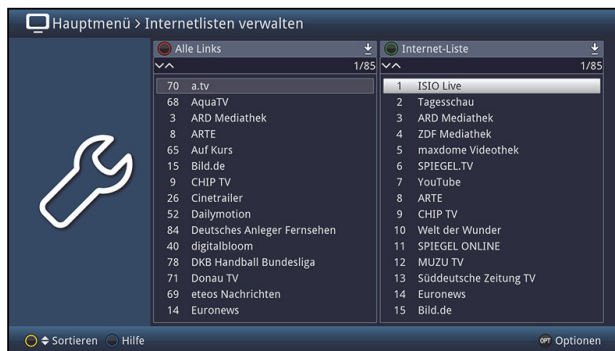 Hauptmenü > Internetlisten verwalten
Alle Links
1/85
70 a.tv
68 AquaTV
3 ARD Mediathek
8 ARTE
65 Auf Kurs
15 Bild.de
9 CHIP TV
26 Cinetrailer
52 Dailymotion
84 Deutsches Anleger Fernsehen
40 digitalbloom
78 DKB Handball Bundesliga
71 Donau TV
69 eteos Nachrichten
14 Euronews
Internet-Liste
1/85
1 ISIO Live
2 Tagesschau
3 ARD Mediathek
4 ZDF Mediathek
5 maxdome Videothek
6 SPIEGEL.TV
7 YouTube
8 ARTE
9 CHIP TV
10 Welt der Wunder
11 SPIEGEL ONLINE
12 MUZU TV
13 Süddeutsche Zeitung TV
14 Euronews
15 Bild.de
Sortieren Hilfe
OPT Optionen